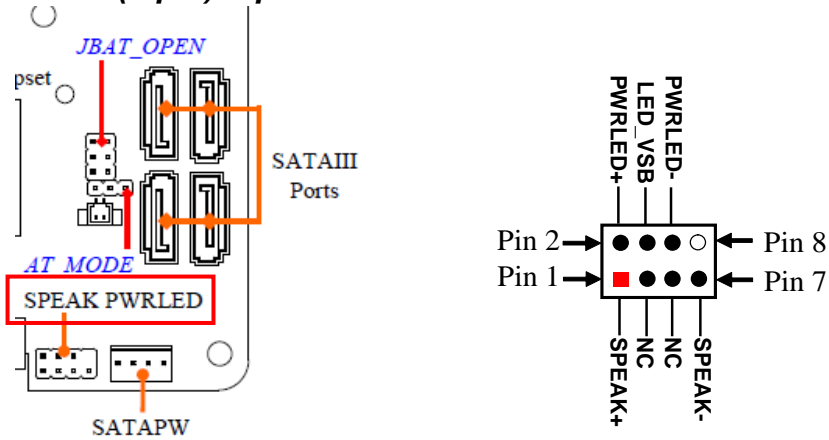 JBAT_OPEN
pset
SATAIII
Ports
AT_MODE
SPEAK PWRLED
SATAPW
PWRLED+
LED_VSB
PWRLED-
Pin 2
Pin 8
Pin 1
Pin 7
SPEAK+
NC
NC
SPEAK-